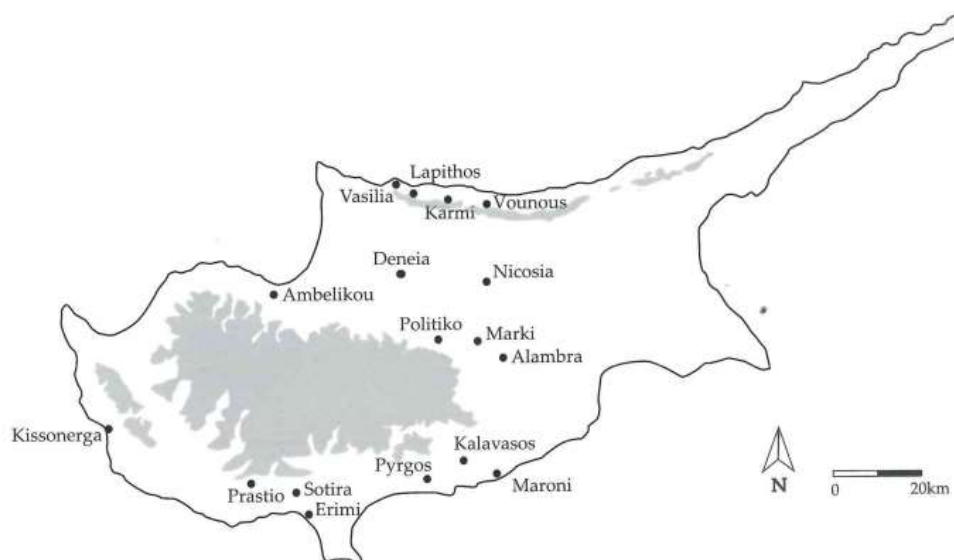 Lapithos
Vasilia
Karmi
Vounous
Deneia
Nicosia
Ambelikou
Politiko
Marki
Alambra
Kissonerga
Kalavasos
Pyrgos
Maroni
Prastio
Sotira
Erimi
N
0 20km